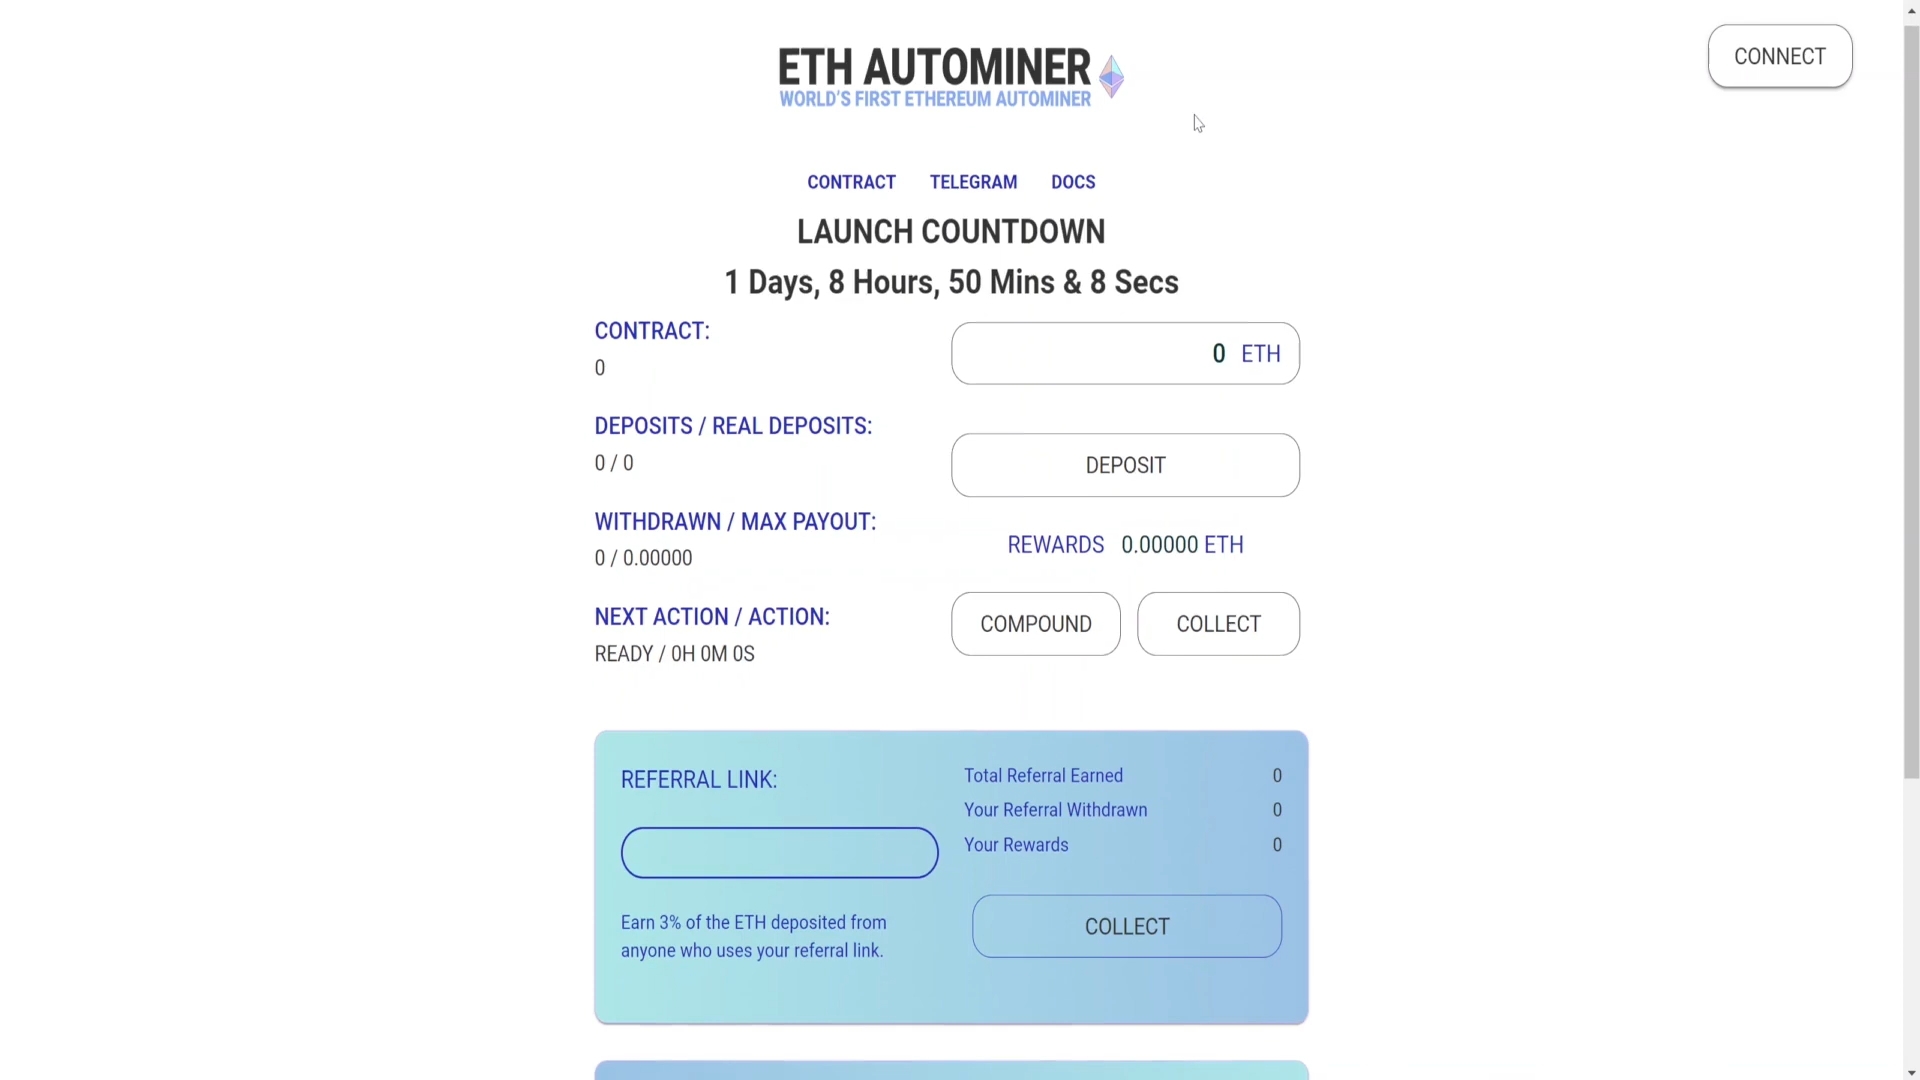 ETH AUTOMINER
WORLD'S FIRST ETHEREUM AUTOMINER
CONNECT
CONTRACT TELEGRAM DOCS
LAUNCH COUNTDOWN
1 Days, 8 Hours, 50 Mins & 8 Secs
CONTRACT:
0
DEPOSITS / REAL DEPOSITS:
0 / 0
WITHDRAWN / MAX PAYOUT:
0 / 0.00000
NEXT ACTION / ACTION:
READY / 0H 0M 0S
0 ETH
DEPOSIT
REWARDS 0.00000 ETH
COMPOUND COLLECT
REFERRAL LINK:
Earn 3% of the ETH deposited from
anyone who uses your referral link.
Total Referral Earned 0
Your Referral Withdrawn 0
Your Rewards 0
COLLECT